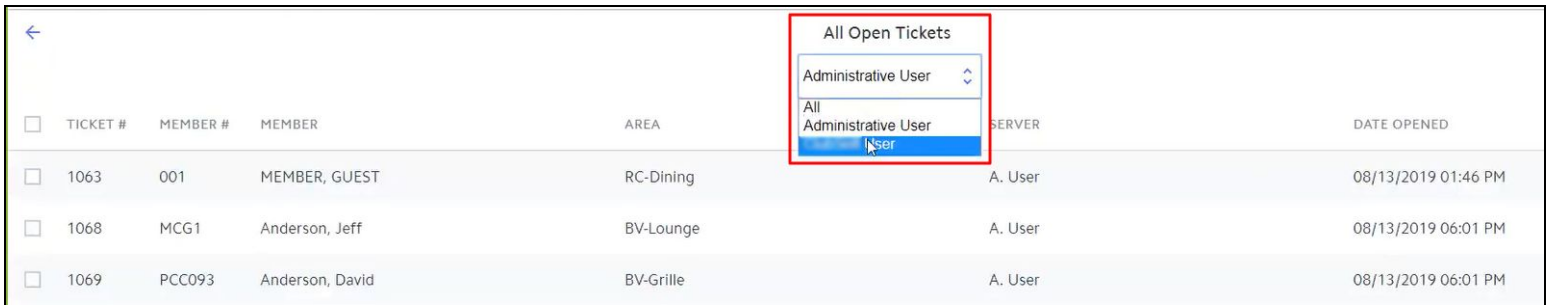 All Open Tickets
Administrative User
All
Administrative User
User
TICKET # MEMBER # MEMBER AREA SERVER DATE OPENED
1063 001 MEMBER, GUEST RC-Dining A. User 08/13/2019 01:46 PM
1068 MCG1 Anderson, Jeff BV-Lounge A. User 08/13/2019 06:01 PM
1069 PCC093 Anderson, David BV-Grille A. User 08/13/2019 06:01 PM